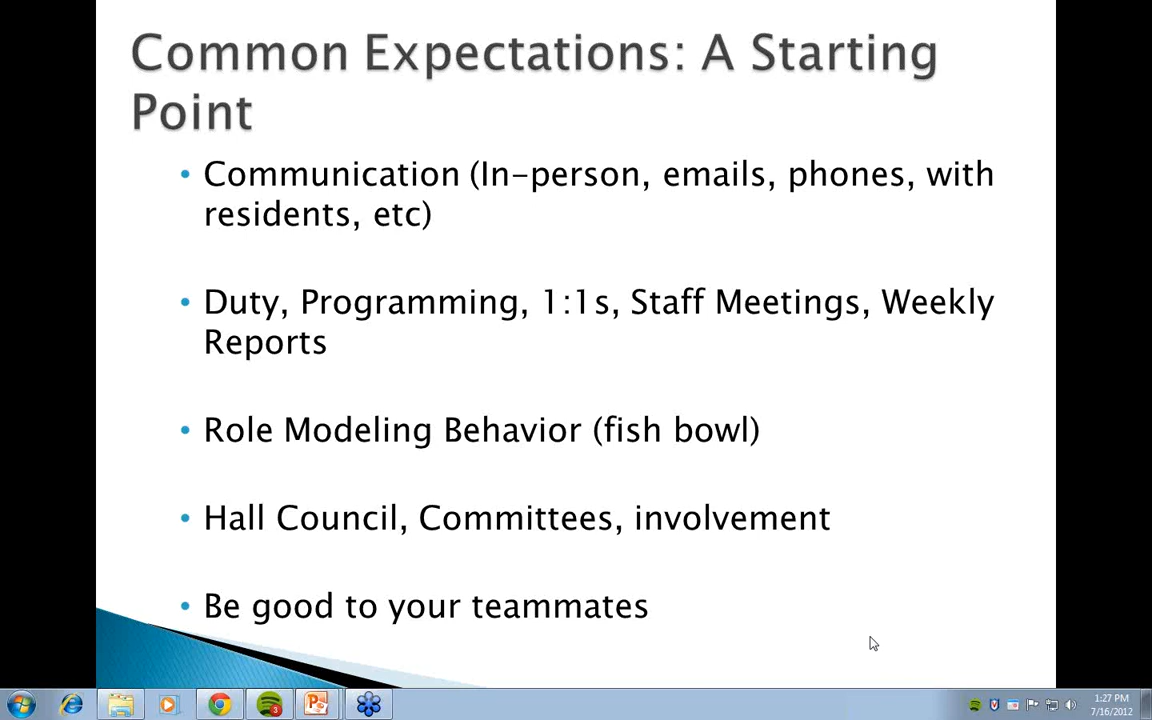 Common Expectations: A Starting
Point
• Communication (In-person, emails, phones, with
residents, etc)
• Duty, Programming, 1:1s, Staff Meetings, Weekly
Reports
• Role Modeling Behavior (fish bowl)
• Hall Council, Committees, involvement
• Be good to your teammates
3
1:27 PM
7/16/2012